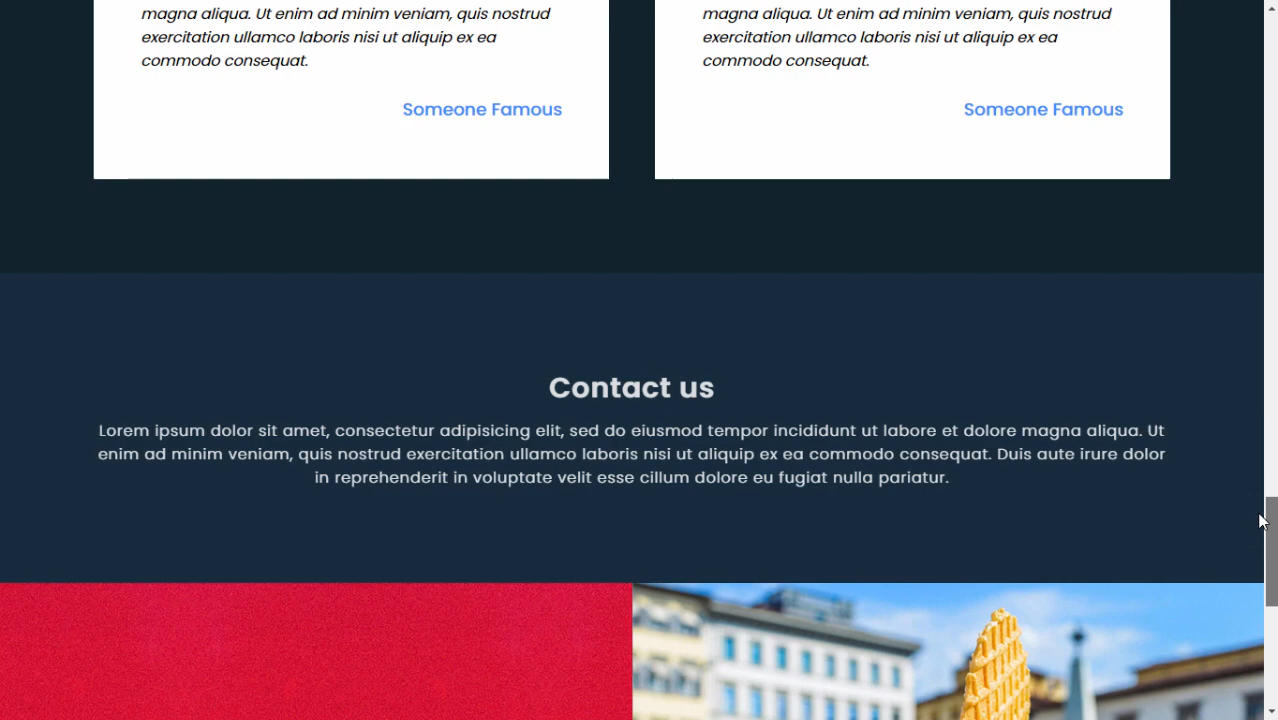 magna aliqua. Ut enim ad minim veniam, quis nostrud
exercitation ullamco laboris nisi ut aliquip ex ea
commodo consequat.
Someone Famous
magna aliqua. Ut enim ad minim veniam, quis nostrud
exercitation ullamco laboris nisi ut aliquip ex ea
commodo consequat.
Someone Famous
Contact us
Lorem ipsum dolor sit amet, consectetur adipisicing elit, sed do eiusmod tempor incididunt ut labore et dolore magna aliqua. Ut
enim ad minim veniam, quis nostrud exercitation ullamco laboris nisi ut aliquip ex ea commodo consequat. Duis aute irure dolor
in reprehenderit in voluptate velit esse cillum dolore eu fugiat nulla pariatur.